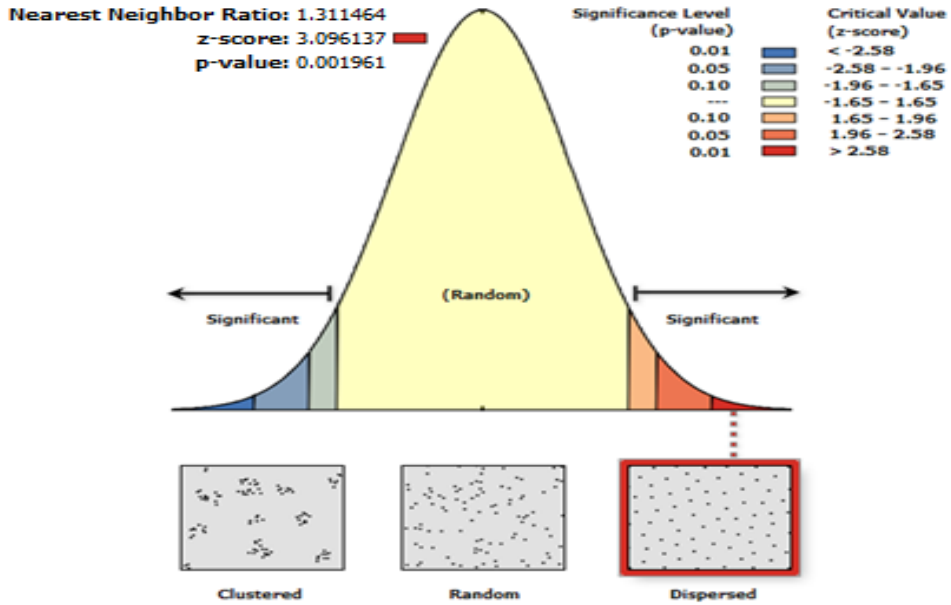 Nearest Neighbor Ratio: 1.311464
z-score: 3.096137
p-value: 0.001961
Significance Level
(p-value)
Critical Value
(z-score)
0.01 < -2.58
0.05 -2.58 – -1.96
0.10 -1.96 – -1.65
--- -1.65 – 1.65
0.10 1.65 – 1.96
0.05 1.96 – 2.58
0.01 > 2.58
(Random)
Significant
Significant
Clustered
Random
Dispersed